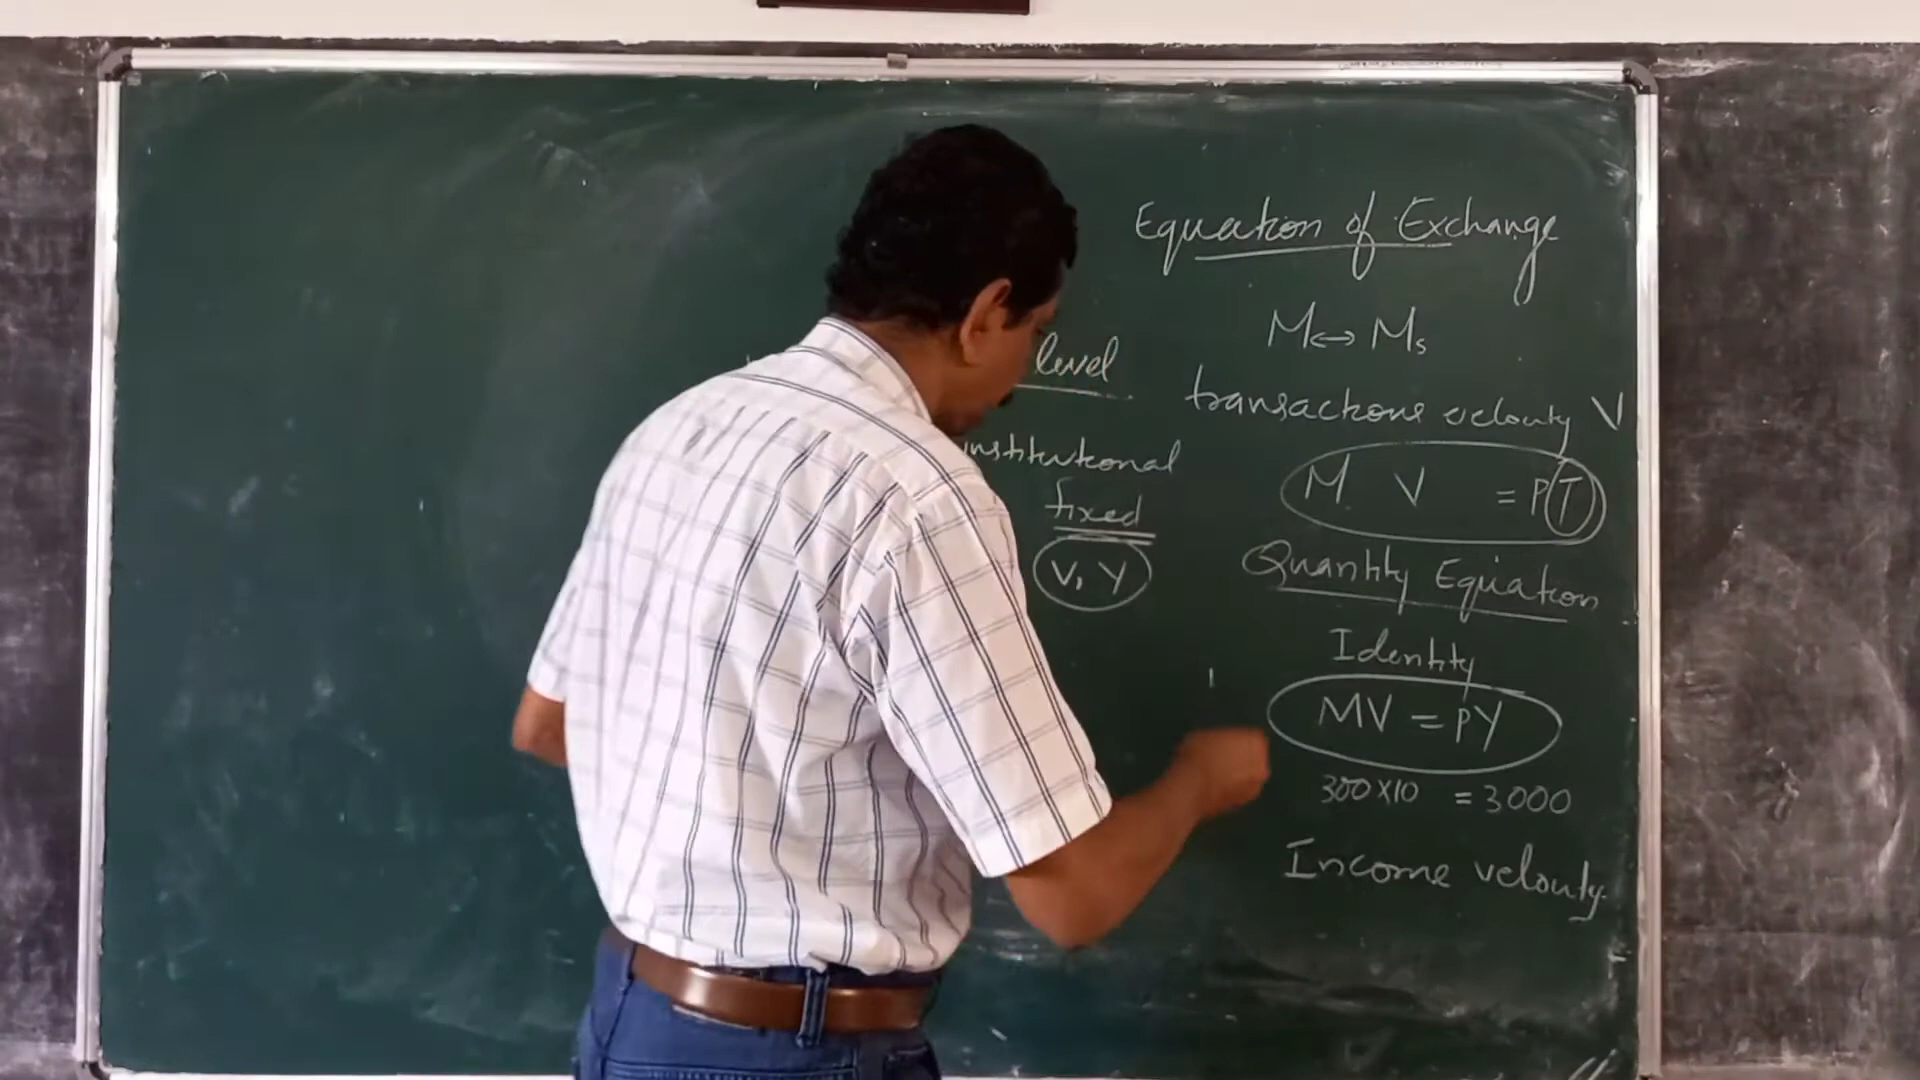 Equation of Exchange
M↔Ms
level
transactions velocity V
institutional
fixed
M V = PT
V, Y
Quantity Equation
Identity
MV = PY
300×10 = 3000
Income velocity